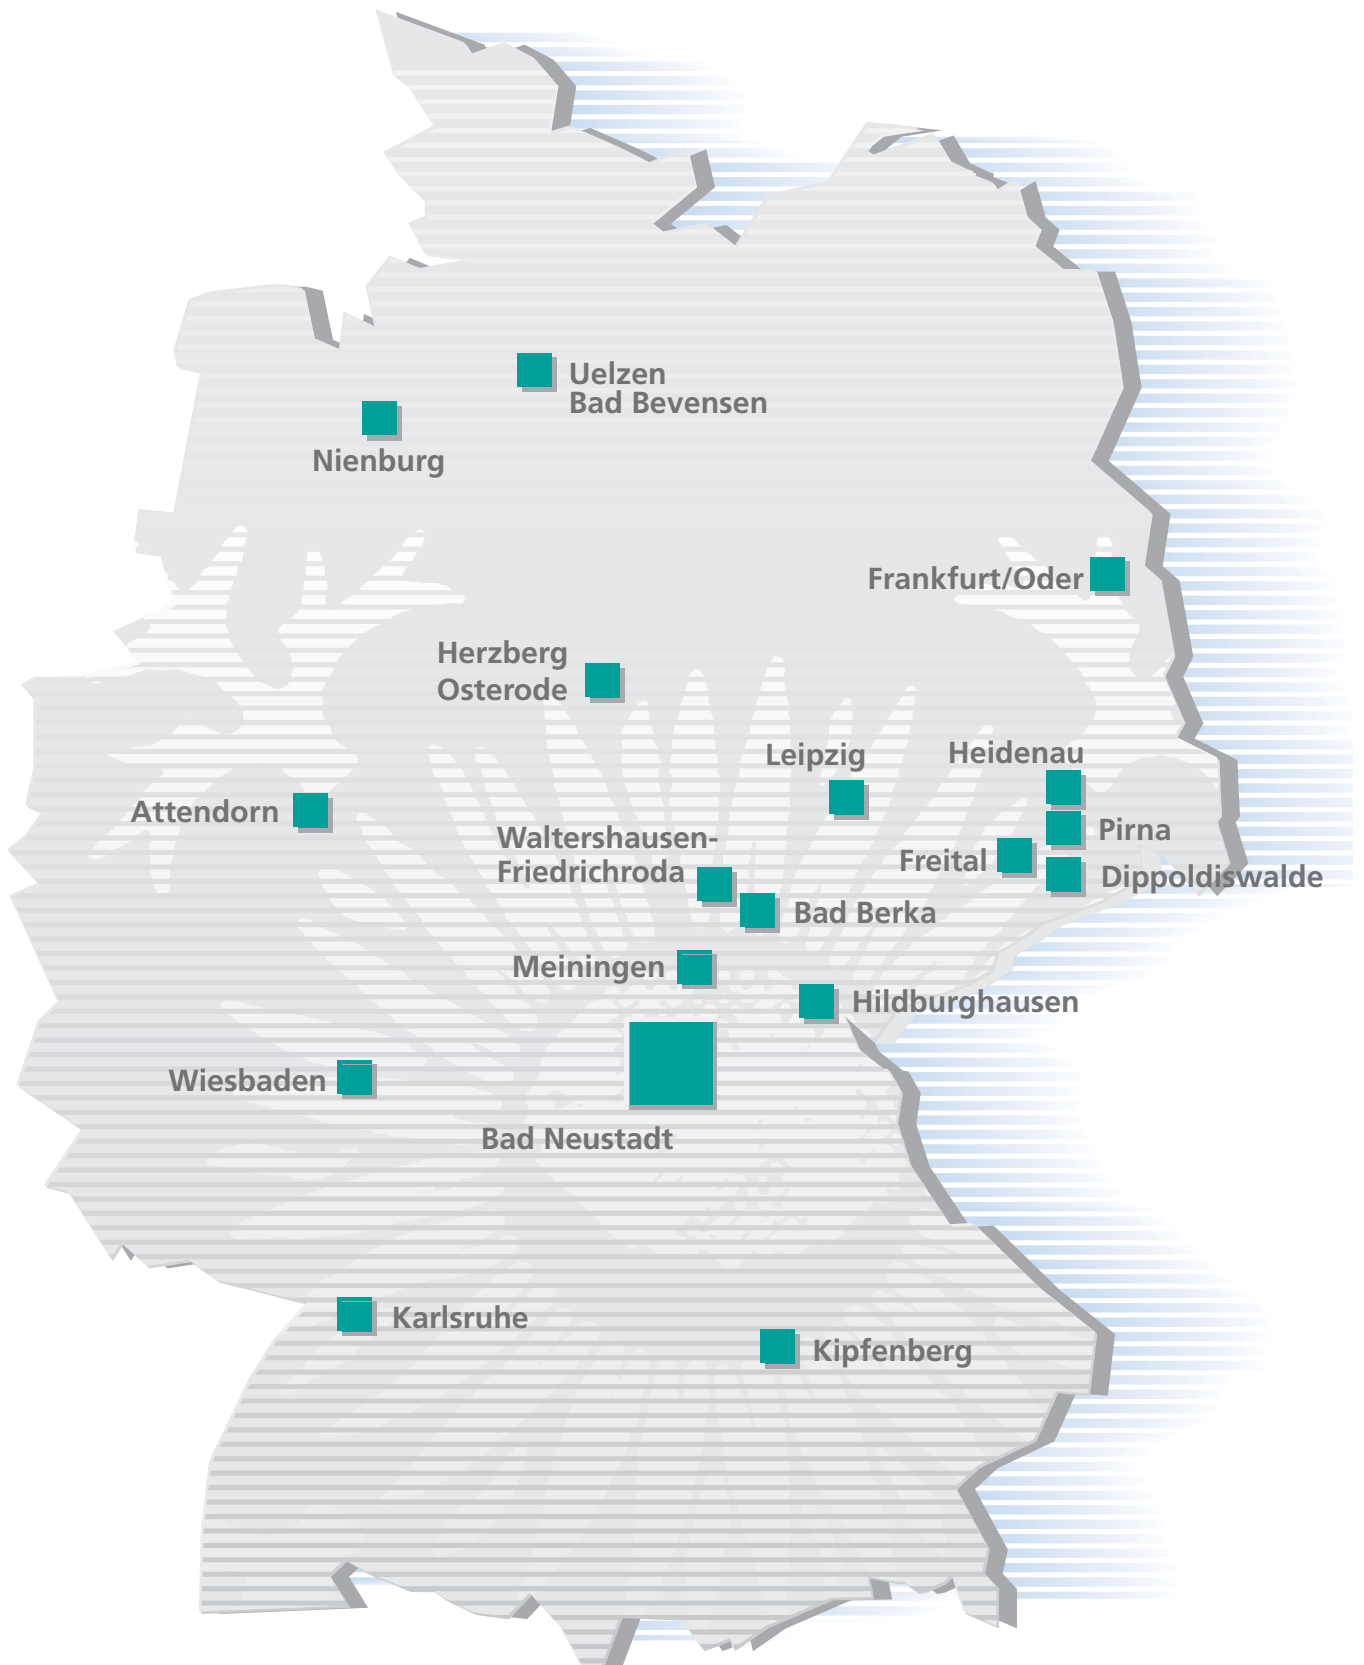 Uelzen
Bad Bevensen
Nienburg
Frankfurt/Oder
Herzberg
Osterode
Leipzig
Heidenau
Attendorn
Waltershausen-
Friedrichroda
Pirna
Freital
Dippoldiswalde
Bad Berka
Meiningen
Hildburghausen
Wiesbaden
Bad Neustadt
Karlsruhe
Kipfenberg